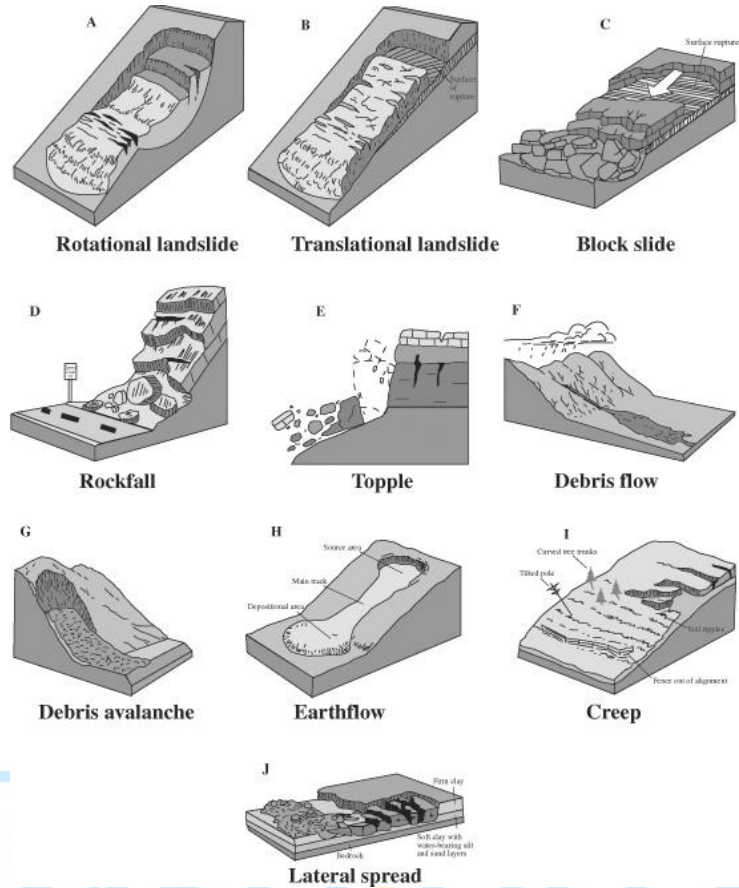 A
B
C
Surface rupture
Surface
of
rupture
Rotational landslide
Translational landslide
Block slide
D
E
F
Rockfall
Topple
Debris flow
G
H
I
Source area
Main track
Depositional area
Curved tree trunks
Tilted pole
Soil ripples
Fence out of alignment
Debris avalanche
Earthflow
Creep
J
Firm clay
Soft clay with
water-bearing silt
and sand layers
Bedrock
Lateral spread